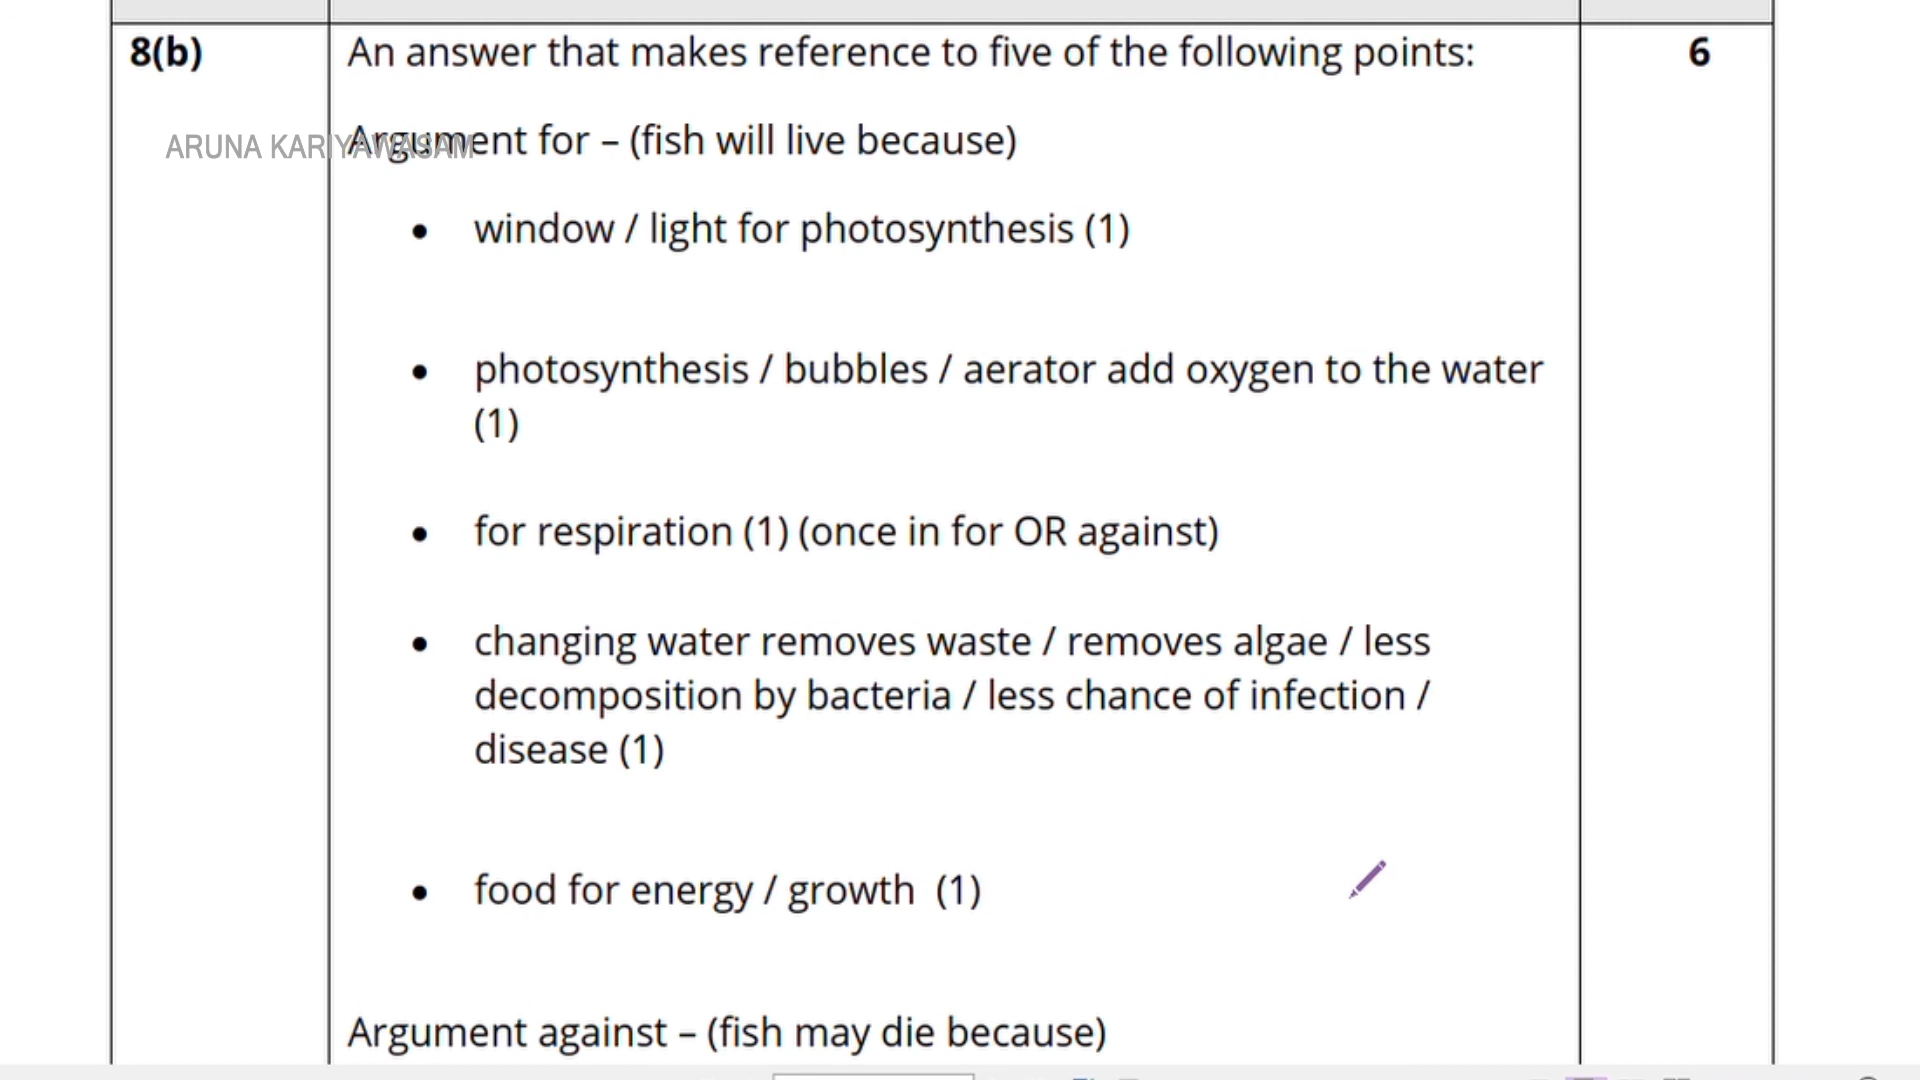 8(b)
An answer that makes reference to five of the following points:
6
ARUNA KARIYAWASAM
Argument for – (fish will live because)
• window / light for photosynthesis (1)
• photosynthesis / bubbles / aerator add oxygen to the water
(1)
• for respiration (1) (once in for OR against)
• changing water removes waste / removes algae / less
decomposition by bacteria / less chance of infection /
disease (1)
• food for energy / growth  (1)
Argument against – (fish may die because)